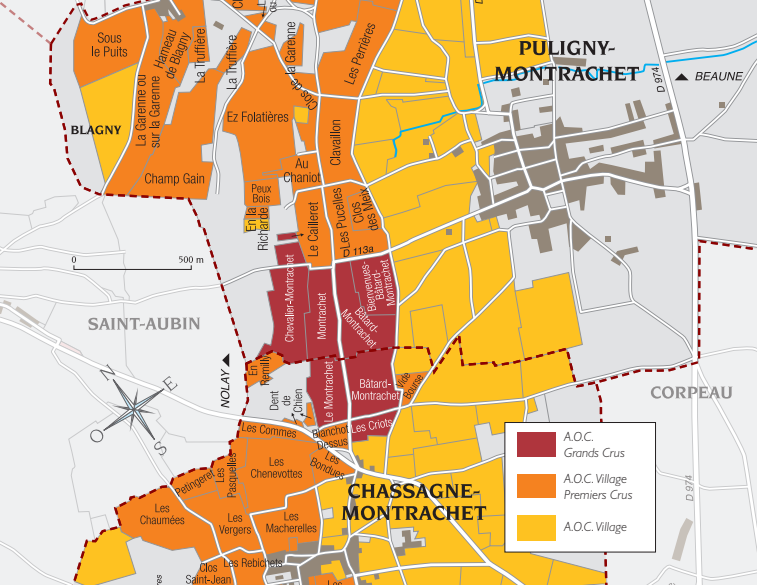 Sous
le Puits
Hameau
de Blagny
La Truffière
La Truffière
la Garenne
Clos de
Les Perrières
PULIGNY-
MONTRACHET
D 974
BEAUNE
BLAGNY
La Garenne ou
sur la Garenne
Ez Folatières
Clavaillon
Champ Gain
Au
Chaniot
Peux
Bois
En la
Richarde
Le Cailleret
Les Pucelles
Clos
des Meix
D 113a
0
500 m
Chevalier-Montrachet
Montrachet
Bienvenues-
Bâtard-
Montrachet
Bâtard-
Montrachet
SAINT-AUBIN
NOLAY
En
Remilly
Dent
de
Chien
Le Montrachet
Bâtard-
Montrachet
Vide
Bourse
CORPEAU
N
E
O
S
Les Commes
Blanchot
Dessus
Les Criots
Les
Bondues
Les
Pasquelles
Les
Chenevottes
Petingeret
CHASSAGNE-
MONTRACHET
Les
Chaumées
Les
Vergers
Les
Macherelles
Clos
Saint-Jean
Les Rebichets
Les
D 974
A.O.C.
Grands Crus
A.O.C. Village
Premiers Crus
A.O.C. Village